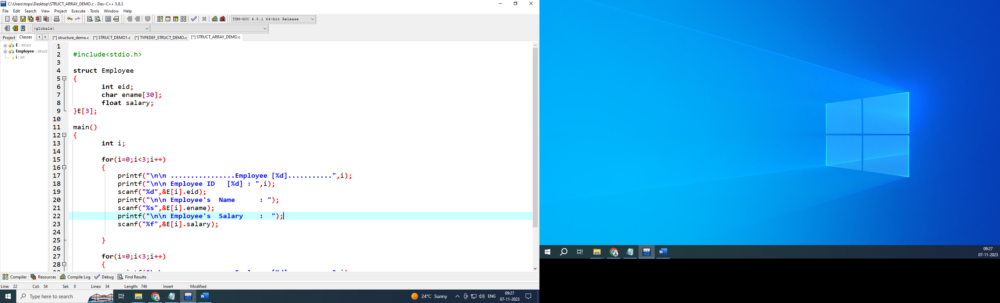 C:\Users\tops\Desktop\STRUCT_ARRAY_DEMO.c - Dev-C++ 5.8.3
File Edit Search View Project Execute Tools Window Help
TDM-GCC 4.8.1 64-bit Release
(globals)
Project Classes [*] structure_demo.c [*] STRUCT_DEMO1.c [*] TYPEDEF_STRUCT_DEMO.c [*] STRUCT_ARRAY_DEMO.c
E : struct
Employee : struct
i : int
1
2 #include<stdio.h>
3
4 struct Employee
5 {
6 int eid;
7 char ename[30];
8 float salary;
9 }E[3];
10
11 main()
12 {
13 int i;
14
15 for(i=0;i<3;i++)
16 {
17 printf("\n\n ................Employee [%d]...........",i);
18 printf("\n\n Employee ID   [%d] : ",i);
19 scanf("%d",&E[i].eid);
20 printf("\n\n Employee's  Name      : ");
21 scanf("%s",&E[i].ename);
22 printf("\n\n Employee's  Salary    :  ");
23 scanf("%f",&E[i].salary);
24
25 }
26
27 for(i=0;i<3;i++)
28 {
Compiler Resources Compile Log Debug Find Results
Line: 22 Col: 54 Sel: 0 Lines: 34 Length: 746 Insert Modified
Type here to search
DEV
W
24°C Sunny
ENG
09:27
07-11-2023
DEV
W
09:27
07-11-2023